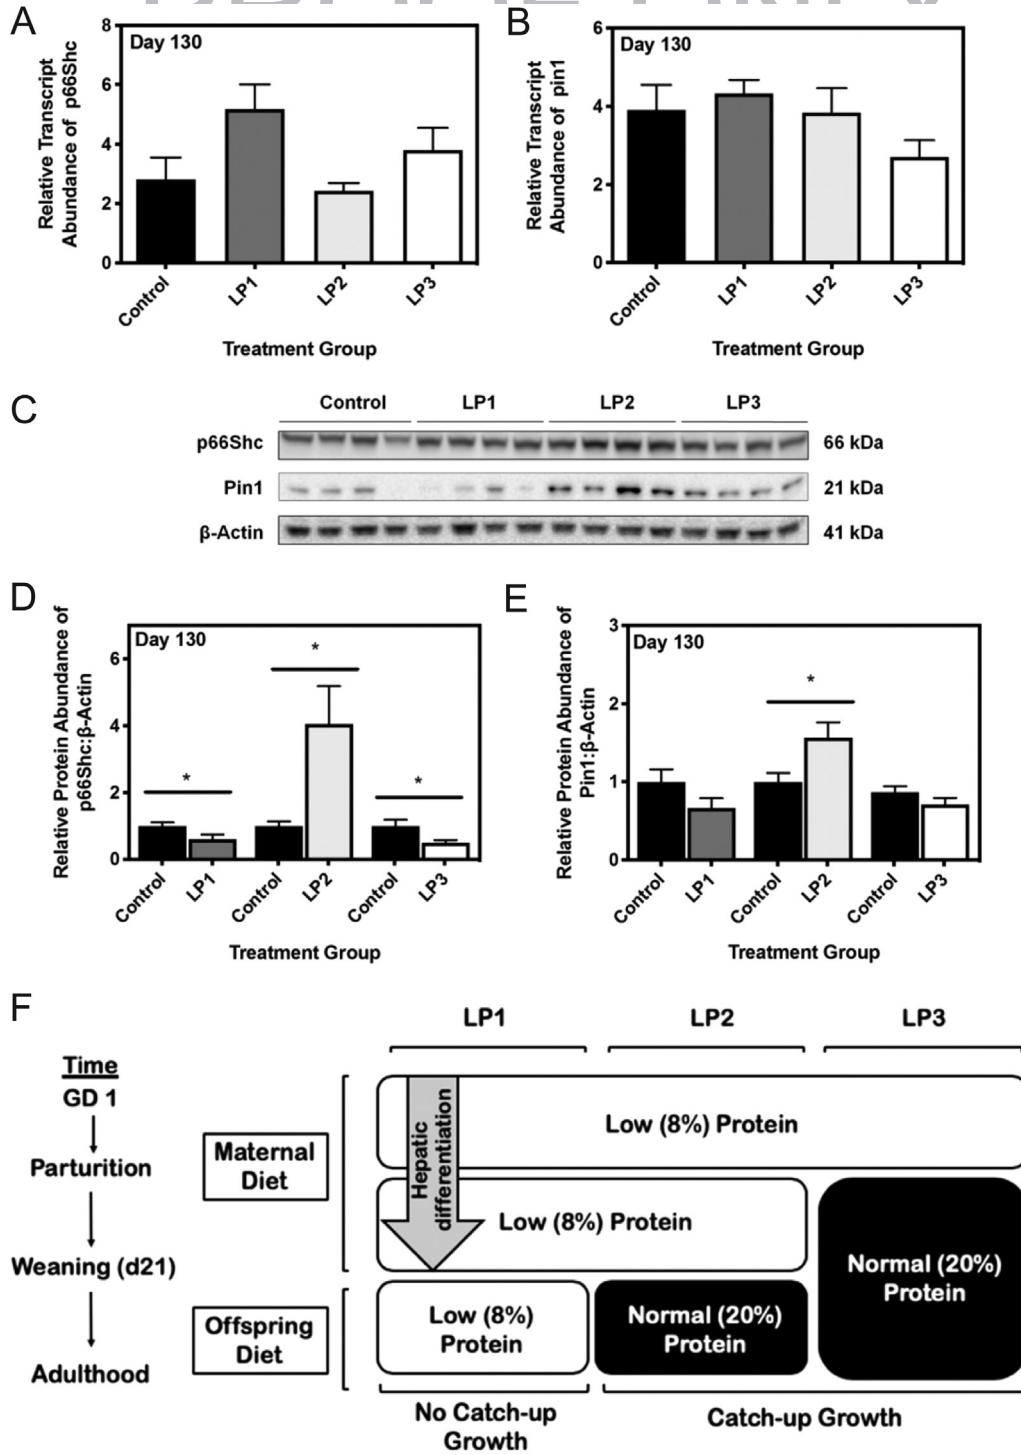 A
Day 130
Relative Transcript
Abundance of p66Shc
8
6
4
2
0
Control
LP1
LP2
LP3
Treatment Group
B
Day 130
Relative Transcript
Abundance of pin1
6
4
2
0
Control
LP1
LP2
LP3
Treatment Group
C
Control LP1 LP2 LP3
p66Shc 66 kDa
Pin1 21 kDa
β-Actin 41 kDa
D
Day 130
Relative Protein Abundance of
p66Shc:β-Actin
6
4
2
0
*
*
*
Control
LP1
Control
LP2
Control
LP3
Treatment Group
E
Day 130
Relative Protein Abundance of
Pin1:β-Actin
3
2
1
0
*
Control
LP1
Control
LP2
Control
LP3
Treatment Group
F
LP1 LP2 LP3
Time
GD 1
Parturition
Weaning (d21)
Adulthood
Maternal
Diet
Offspring
Diet
Hepatic
differentiation
Low (8%) Protein
Low (8%) Protein
Normal (20%)
Protein
Low (8%)
Protein
Normal (20%)
Protein
No Catch-up
Growth
Catch-up Growth